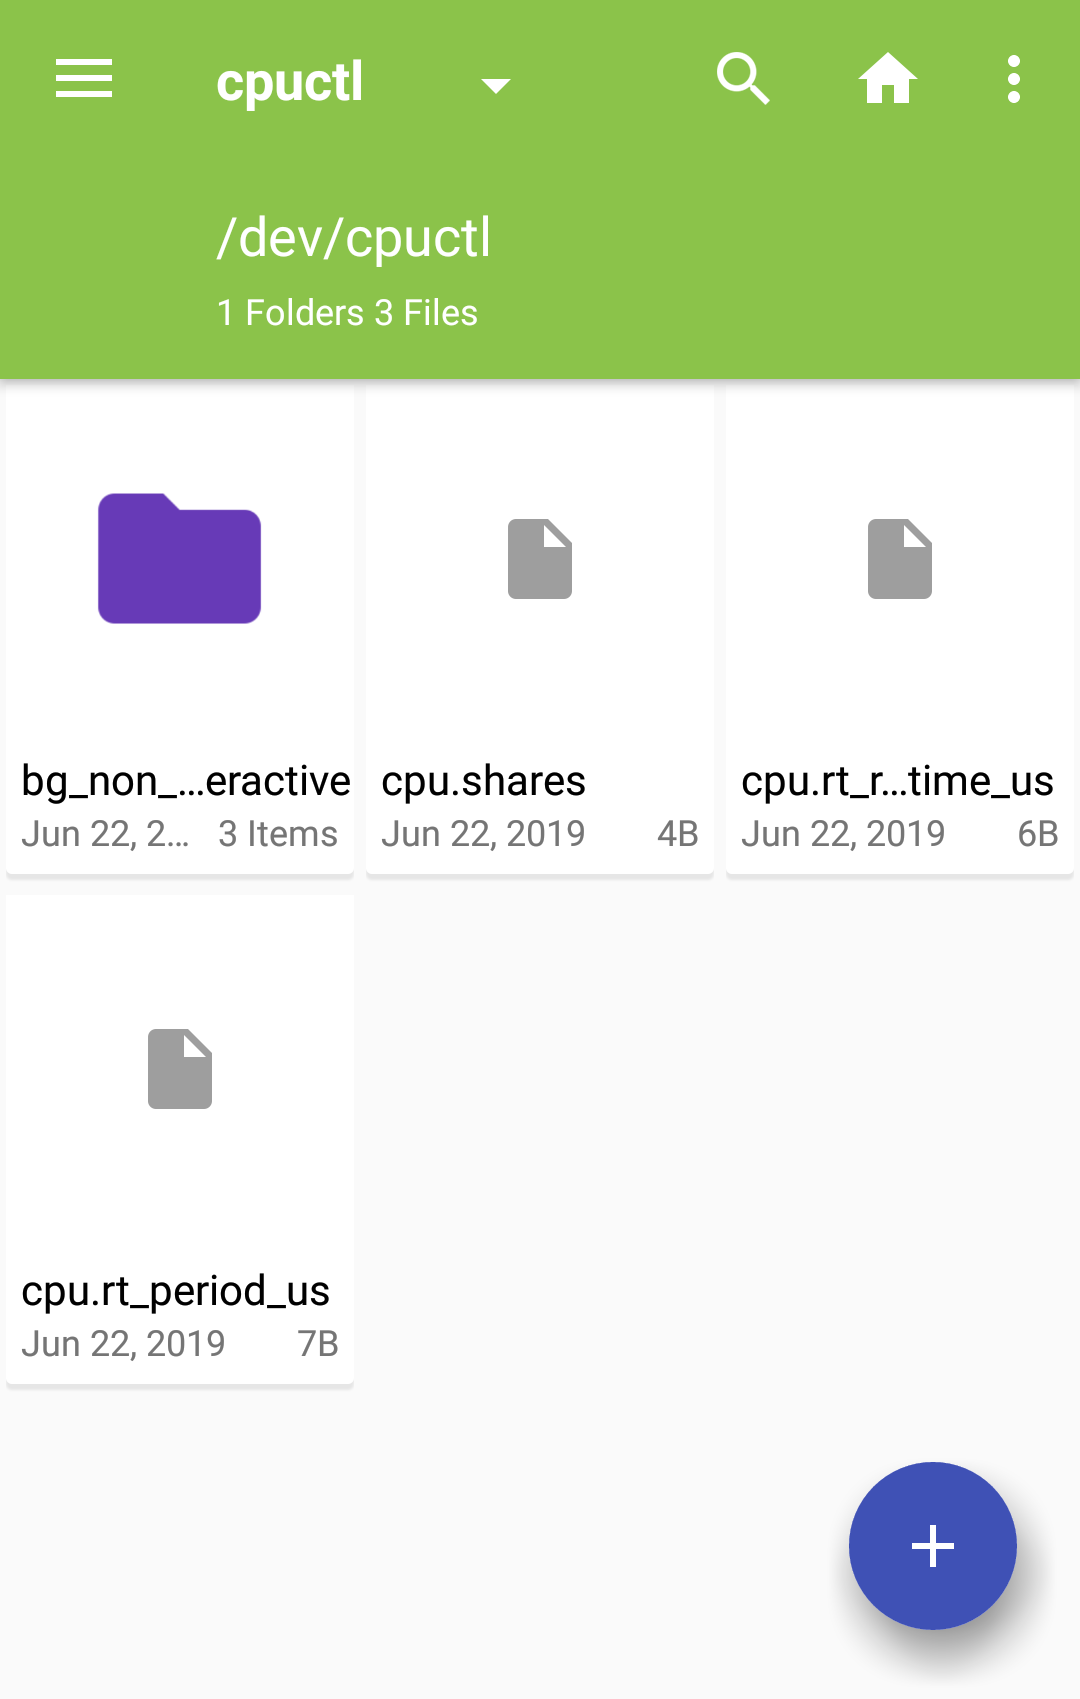 cpuctl
/dev/cpuctl
1 Folders 3 Files
bg_non_...eractive
Jun 22, 2... 3 Items
cpu.shares
Jun 22, 2019 4B
cpu.rt_r...time_us
Jun 22, 2019 6B
cpu.rt_period_us
Jun 22, 2019 7B